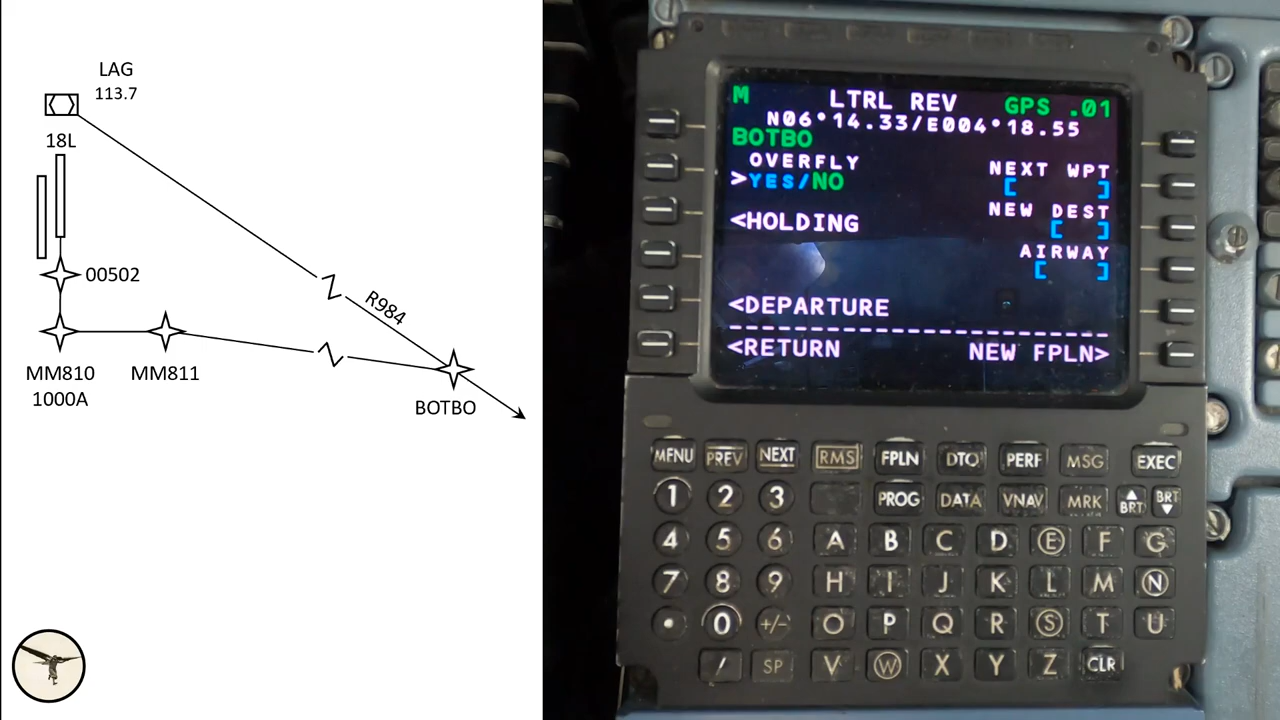 LAG
113.7
18L
00502
R984
MM810
1000A
MM811
BOTBO
M LTRL REV GPS .01
N06°14.33/E004°18.55
BOTBO
OVERFLY NEXT WPT
>YES/NO [ ]
NEW DEST
<HOLDING [ ]
AIRWAY
[ ]
<DEPARTURE
------------------------
<RETURN NEW FPLN>
MENU PREV NEXT RMS FPLN DTO PERF MSG EXEC
1 2 3 PROG DATA VNAV MRK ▲ BRT BRT ▼
4 5 6 A B C D E F G
7 8 9 H I J K L M N
• 0 +/- O P Q R S T U
/ SP V W X Y Z CLR